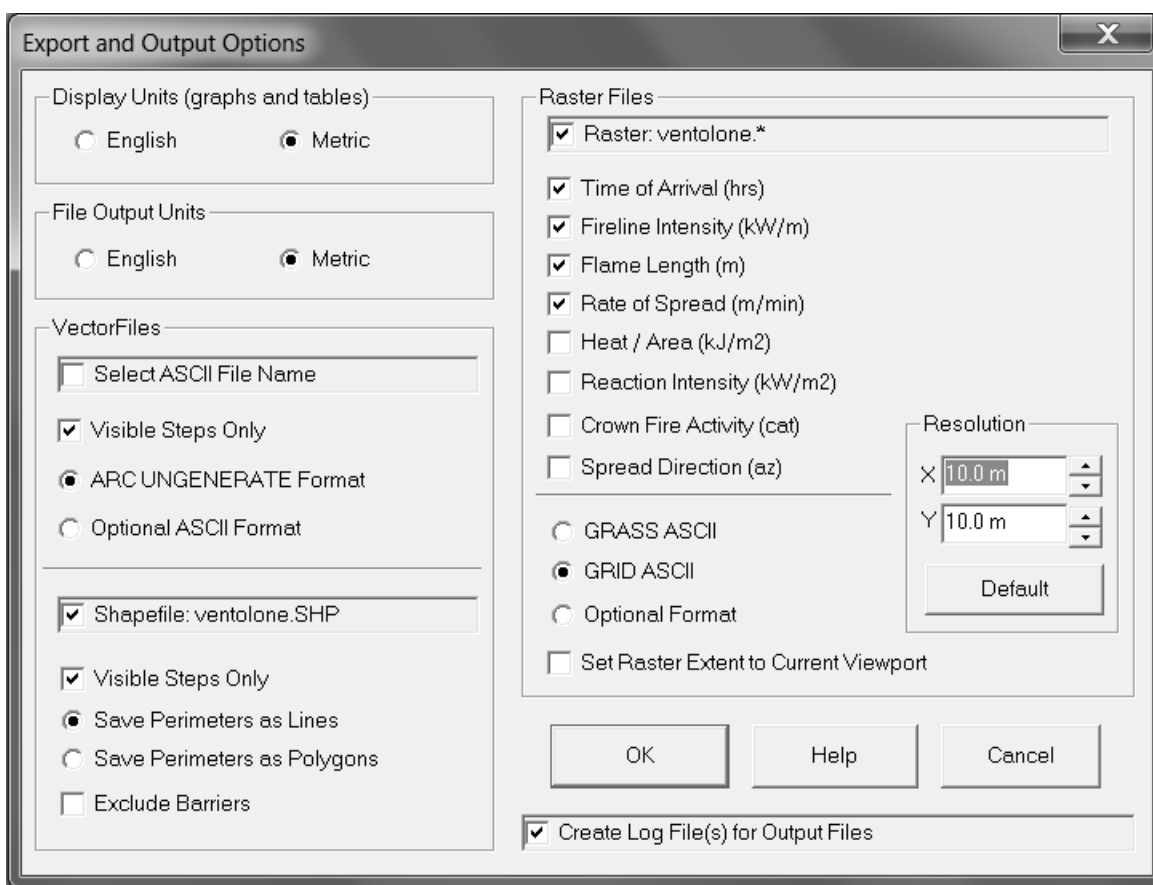 Export and Output Options
X
Display Units (graphs and tables)
English
Metric
File Output Units
English
Metric
VectorFiles
Select ASCII File Name
Visible Steps Only
ARC UNGENERATE Format
Optional ASCII Format
Shapefile: ventolone.SHP
Visible Steps Only
Save Perimeters as Lines
Save Perimeters as Polygons
Exclude Barriers
Raster Files
Raster: ventolone.*
Time of Arrival (hrs)
Fireline Intensity (kW/m)
Flame Length (m)
Rate of Spread (m/min)
Heat / Area (kJ/m2)
Reaction Intensity (kW/m2)
Crown Fire Activity (cat)
Spread Direction (az)
Resolution
X 10.0 m
Y 10.0 m
Default
GRASS ASCII
GRID ASCII
Optional Format
Set Raster Extent to Current Viewport
OK
Help
Cancel
Create Log File(s) for Output Files